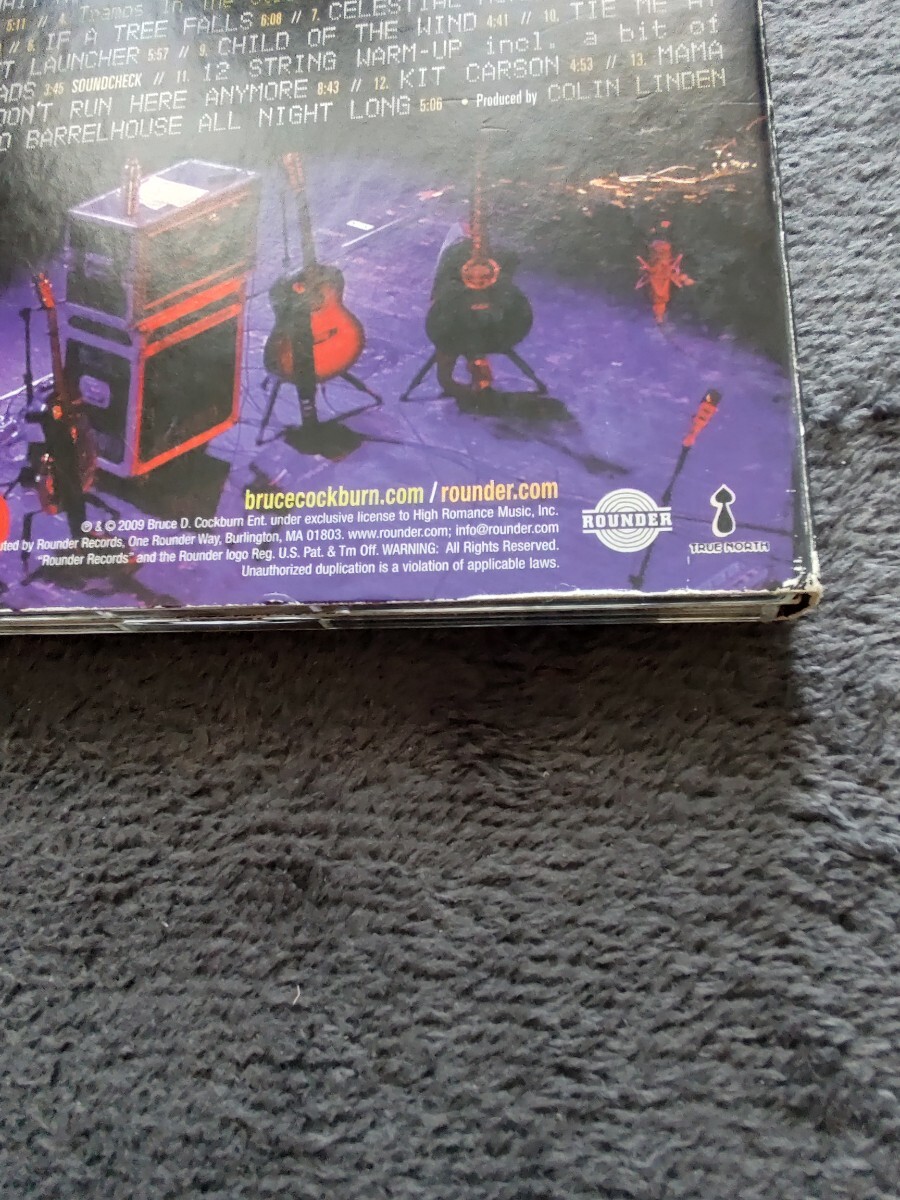 5:11 // 4. Tramps In the
// 6. IF A TREE FALLS 6:08 // 7. CELESTIAL
LAUNCHER 5:57 // 9. CHILD OF THE WIND 4:41 // 10. TIE ME AT
3:45 SOUNDCHECK // 11. 12 STRING WARM-UP incl. a bit of
DON'T RUN HERE ANYMORE 8:43 // 12. KIT CARSON 4:53 // 13. MAMA
BARRELHOUSE ALL NIGHT LONG 5:06 • Produced by COLIN LINDEN
brucecockburn.com / rounder.com
℗ & © 2009 Bruce D. Cockburn Ent. under exclusive license to High Romance Music, Inc.
by Rounder Records, One Rounder Way, Burlington, MA 01803. www.rounder.com; info@rounder.com
"Rounder Records" and the Rounder logo Reg. U.S. Pat. & Tm Off. WARNING: All Rights Reserved.
Unauthorized duplication is a violation of applicable laws.
ROUNDER
TRUE NORTH